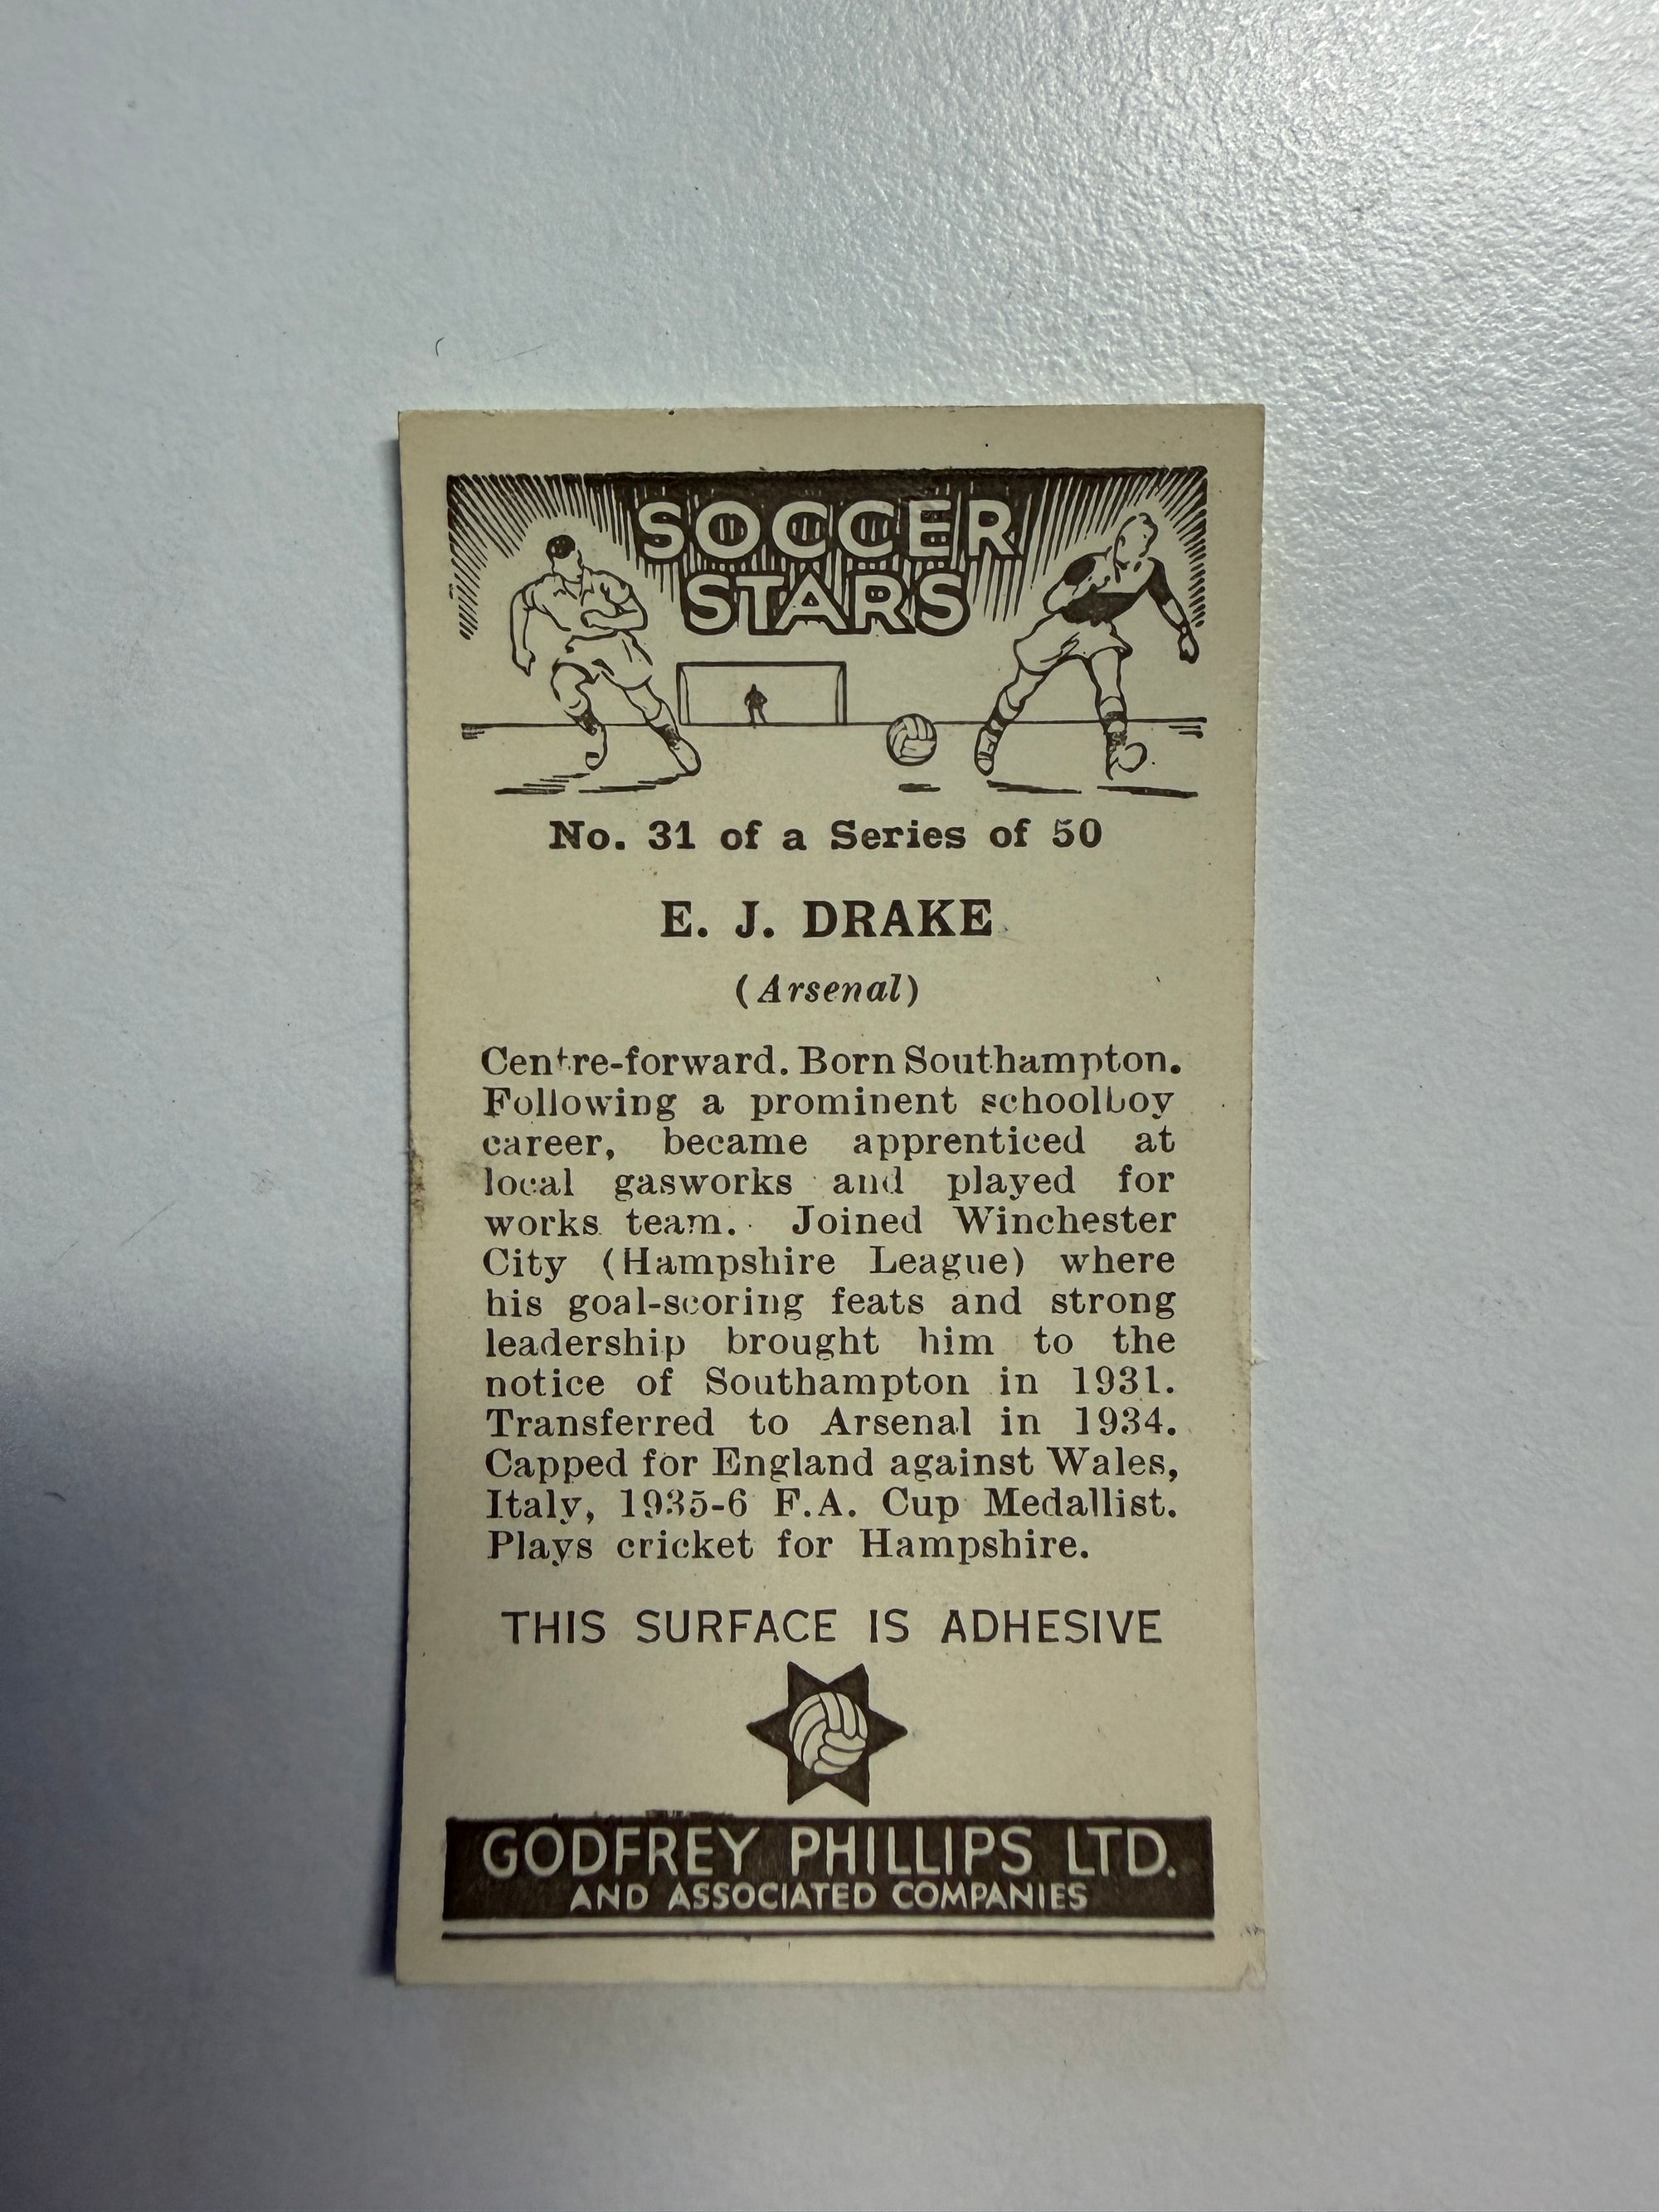 SOCCER
STARS
No. 31 of a Series of 50
E. J. DRAKE
(Arsenal)
Centre-forward. Born Southampton.
Following a prominent schoolboy
career, became apprenticed at
local gasworks and played for
works team. Joined Winchester
City (Hampshire League) where
his goal-scoring feats and strong
leadership brought him to the
notice of Southampton in 1931.
Transferred to Arsenal in 1934.
Capped for England against Wales,
Italy, 1935-6 F.A. Cup Medallist.
Plays cricket for Hampshire.
THIS SURFACE IS ADHESIVE
GODFREY PHILLIPS LTD.
AND ASSOCIATED COMPANIES